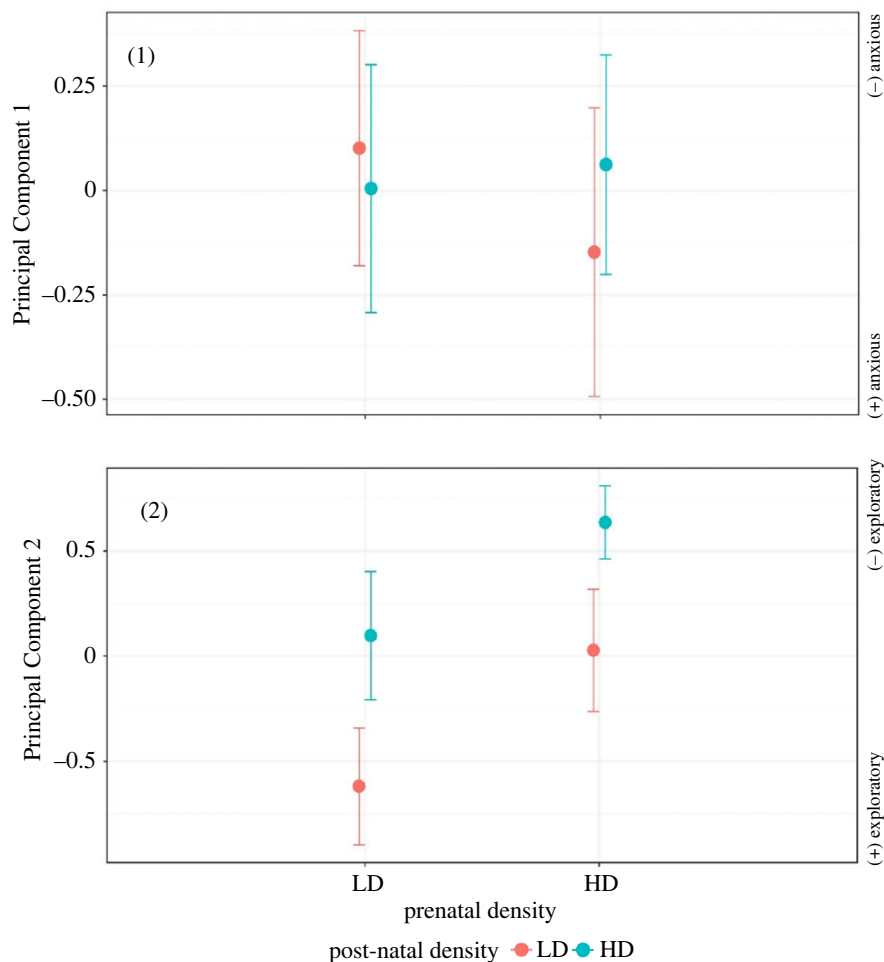 (1)
0.25
0
–0.25
–0.50
Principal Component 1
(–) anxious
(+) anxious
(2)
0.5
0
–0.5
Principal Component 2
(–) exploratory
(+) exploratory
LD
HD
prenatal density
post-natal density LD HD